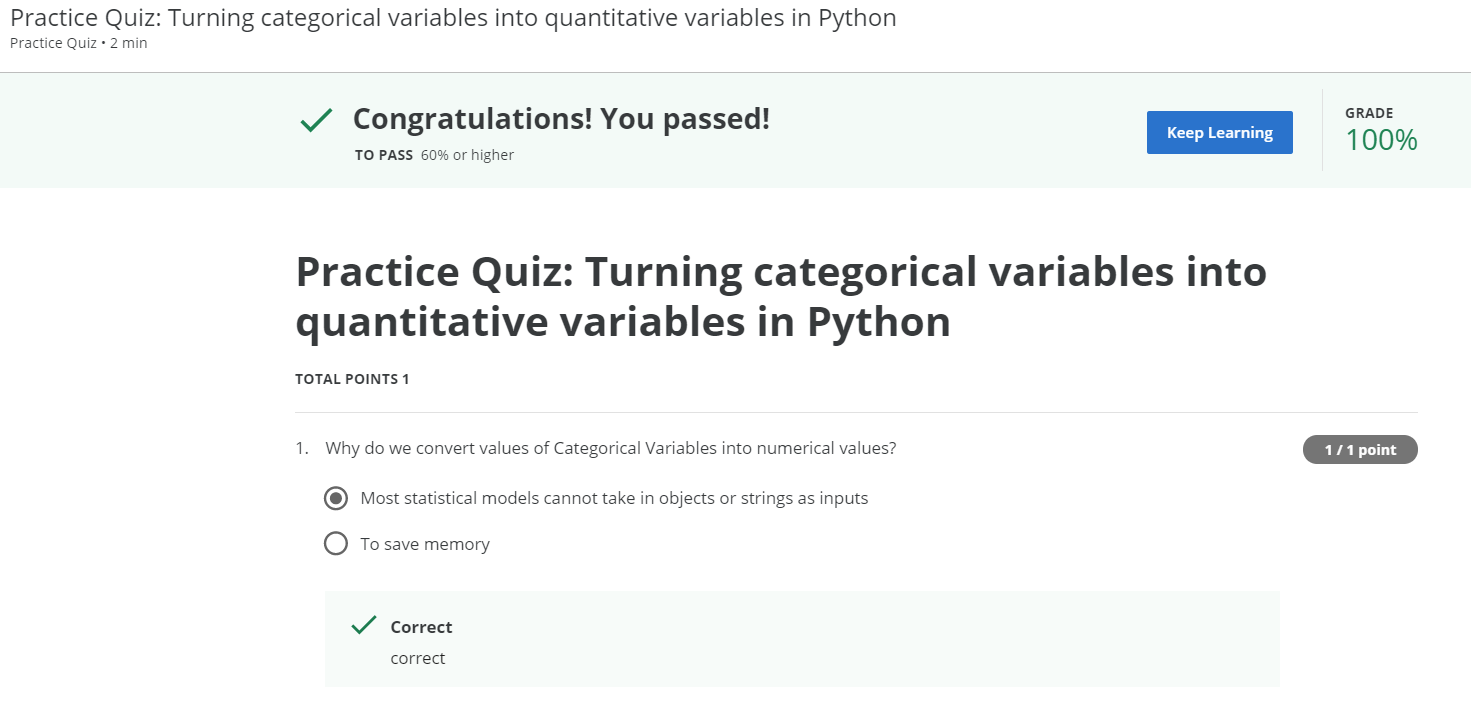 Practice Quiz: Turning categorical variables into quantitative variables in Python
Practice Quiz • 2 min
Congratulations! You passed!
TO PASS 60% or higher
Keep Learning
GRADE
100%
Practice Quiz: Turning categorical variables into
quantitative variables in Python
TOTAL POINTS 1
1. Why do we convert values of Categorical Variables into numerical values?
1 / 1 point
Most statistical models cannot take in objects or strings as inputs
To save memory
Correct
correct